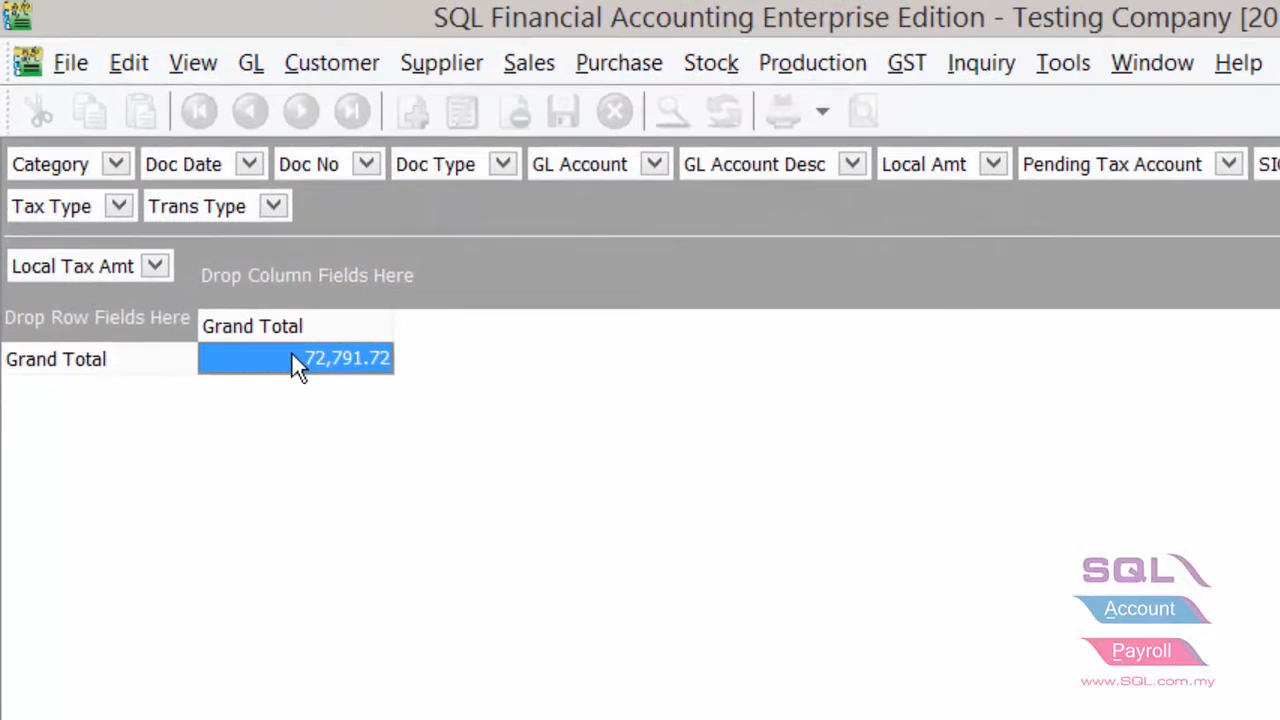 SQL Financial Accounting Enterprise Edition - Testing Company [20
File Edit View GL Customer Supplier Sales Purchase Stock Production GST Inquiry Tools Window Help
Category Doc Date Doc No Doc Type GL Account GL Account Desc Local Amt Pending Tax Account
Tax Type Trans Type
Local Tax Amt Drop Column Fields Here
Drop Row Fields Here Grand Total
Grand Total 72,791.72
SQL
Account
Payroll
www.SQL.com.my